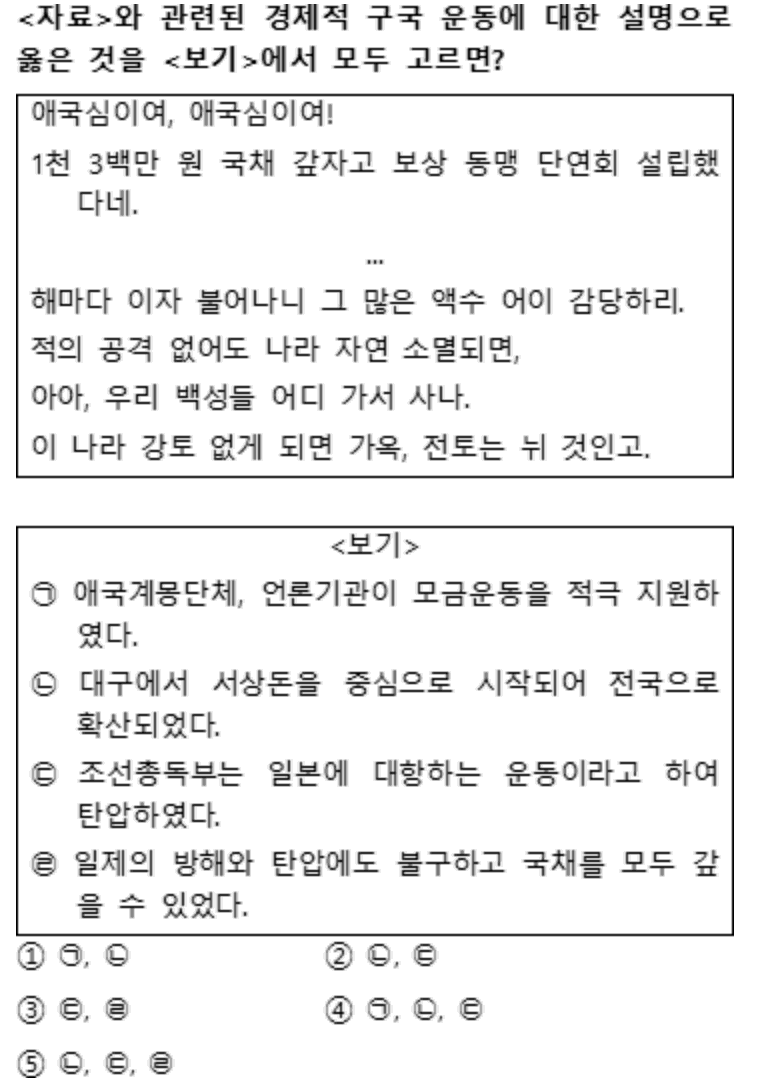 <자료>와 관련된 경제적 구국 운동에 대한 설명으로
옳은 것을 <보기>에서 모두 고르면?
애국심이여, 애국심이여!
1천 3백만 원 국채 갚자고 보상 동맹 단연회 설립했
다네.
...
해마다 이자 불어나니 그 많은 액수 어이 감당하리.
적의 공격 없어도 나라 자연 소멸되면,
아아, 우리 백성들 어디 가서 사나.
이 나라 강토 없게 되면 가옥, 전토는 뉘 것인고.
<보기>
㉠ 애국계몽단체, 언론기관이 모금운동을 적극 지원하
였다.
㉡ 대구에서 서상돈을 중심으로 시작되어 전국으로
확산되었다.
㉢ 조선총독부는 일본에 대항하는 운동이라고 하여
탄압하였다.
㉣ 일제의 방해와 탄압에도 불구하고 국채를 모두 갚
을 수 있었다.
① ㉠, ㉡ ② ㉡, ㉢
③ ㉢, ㉣ ④ ㉠, ㉡, ㉢
⑤ ㉡, ㉢, ㉣